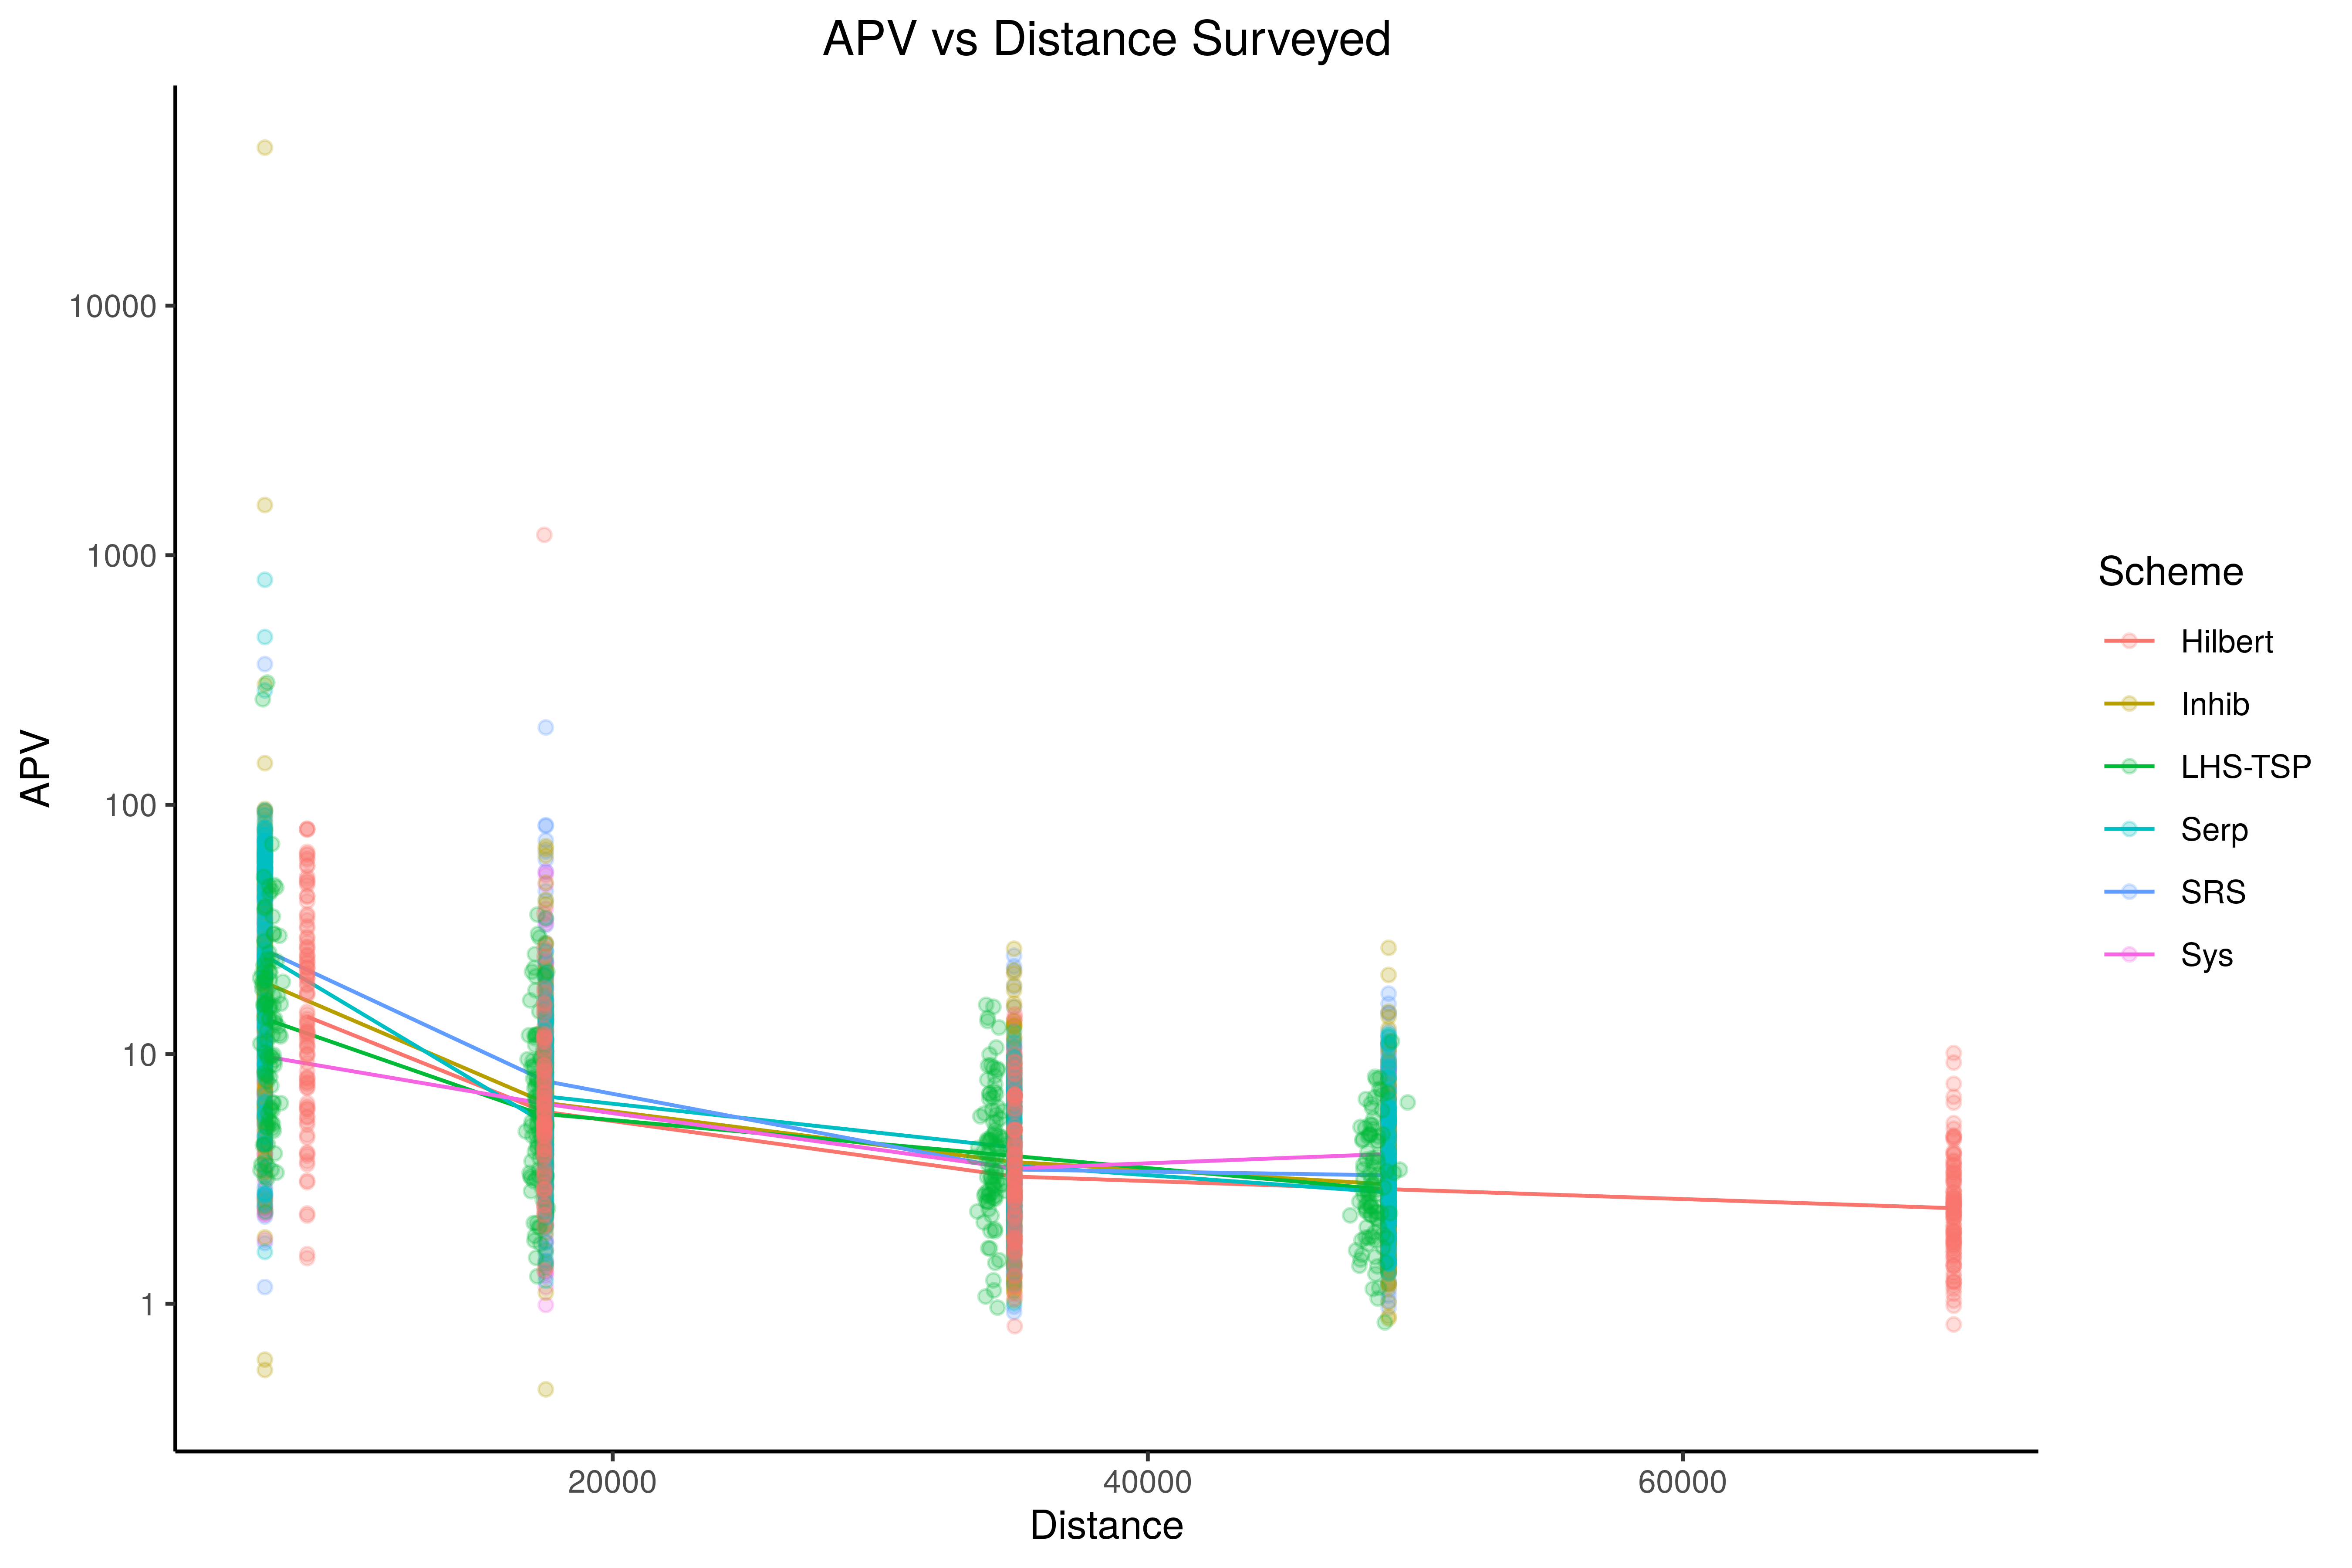 APV vs Distance Surveyed
APV
10000
1000
100
10
1
20000
40000
60000
Distance
Scheme
Hilbert
Inhib
LHS-TSP
Serp
SRS
Sys